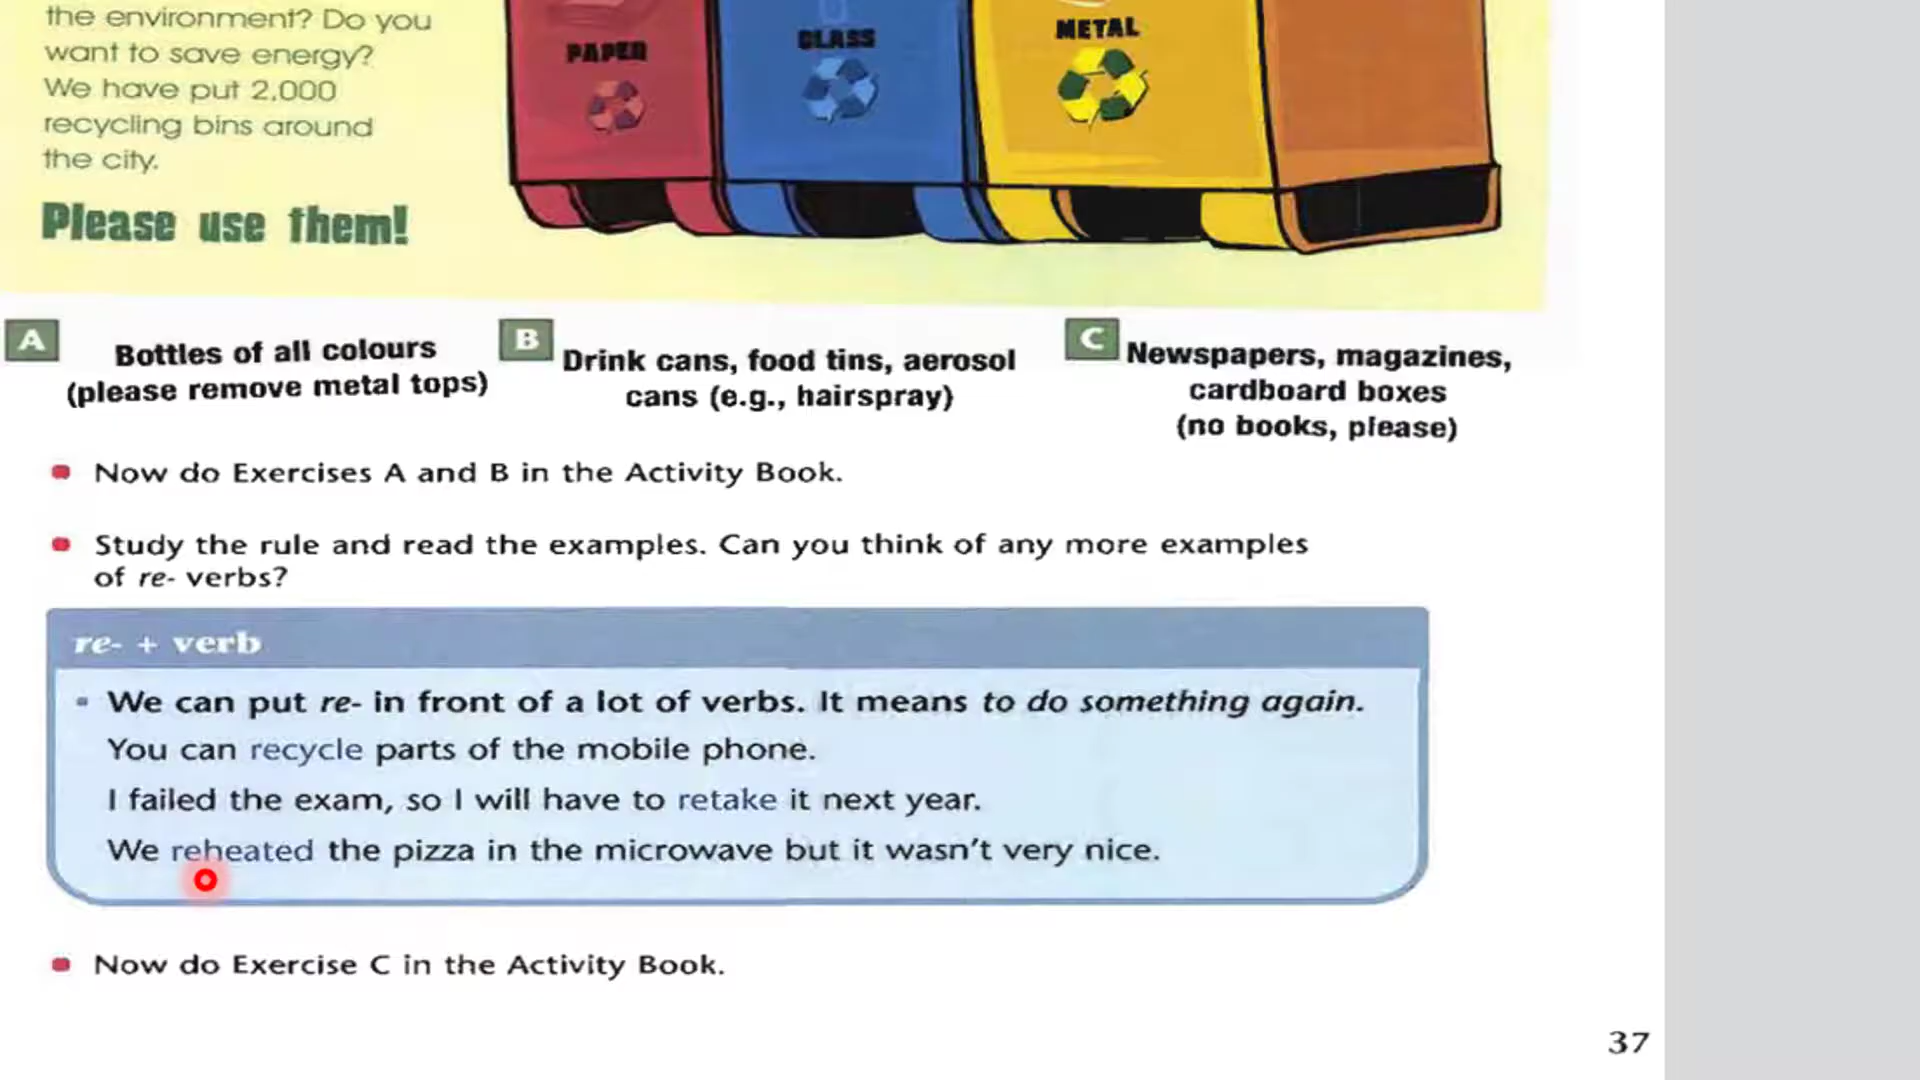 the environment? Do you
want to save energy?
We have put 2,000
recycling bins around
the city.
Please use them!
PAPER
GLASS
METAL
A
Bottles of all colours
(please remove metal tops)
B
Drink cans, food tins, aerosol
cans (e.g., hairspray)
C
Newspapers, magazines,
cardboard boxes
(no books, please)
Now do Exercises A and B in the Activity Book.
Study the rule and read the examples. Can you think of any more examples
of re- verbs?
re- + verb
We can put re- in front of a lot of verbs. It means to do something again.
You can recycle parts of the mobile phone.
I failed the exam, so I will have to retake it next year.
We reheated the pizza in the microwave but it wasn't very nice.
Now do Exercise C in the Activity Book.
37